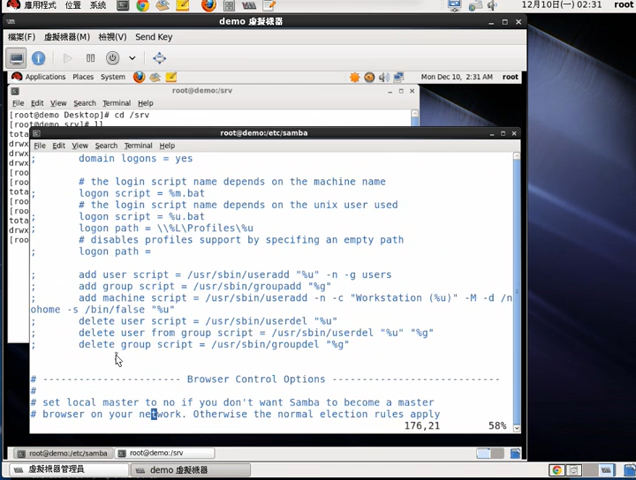 應用程式 位置 系統 12月10日(一) 02:31 root
demo 虛擬機器
檔案(F) 虛擬機器(M) 檢視(V) Send Key
Applications Places System Mon Dec 10, 2:31 AM root
root@demo:/srv
File Edit View Search Terminal Help
[root@demo Desktop]# cd /srv
[root@demo srv]# ll
root@demo:/etc/samba
File Edit View Search Terminal Help
; domain logons = yes
# the login script name depends on the machine name
; logon script = %m.bat
# the login script name depends on the unix user used
; logon script = %u.bat
; logon path = \\%L\Profiles\%u
# disables profiles support by specifing an empty path
; logon path =
; add user script = /usr/sbin/useradd "%u" -n -g users
; add group script = /usr/sbin/groupadd "%g"
; add machine script = /usr/sbin/useradd -n -c "Workstation (%u)" -M -d /n
ohome -s /bin/false "%u"
; delete user script = /usr/sbin/userdel "%u"
; delete user from group script = /usr/sbin/userdel "%u" "%g"
; delete group script = /usr/sbin/groupdel "%g"
# ----------------------- Browser Control Options ----------------------------
#
# set local master to no if you don't want Samba to become a master
# browser on your network. Otherwise the normal election rules apply
176,21 58%
root@demo:/etc/samba root@demo:/srv
虛擬機器管理員 demo 虛擬機器